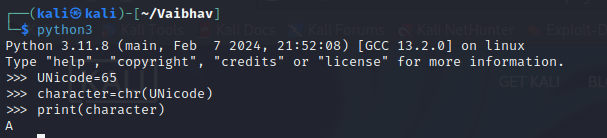 ┌──(kali㉿kali)-[~/Vaibhav]
└─$ python3
Python 3.11.8 (main, Feb  7 2024, 21:52:08) [GCC 13.2.0] on linux
Type "help", "copyright", "credits" or "license" for more information.
>>> UNicode=65
>>> character=chr(UNicode)
>>> print(character)
A